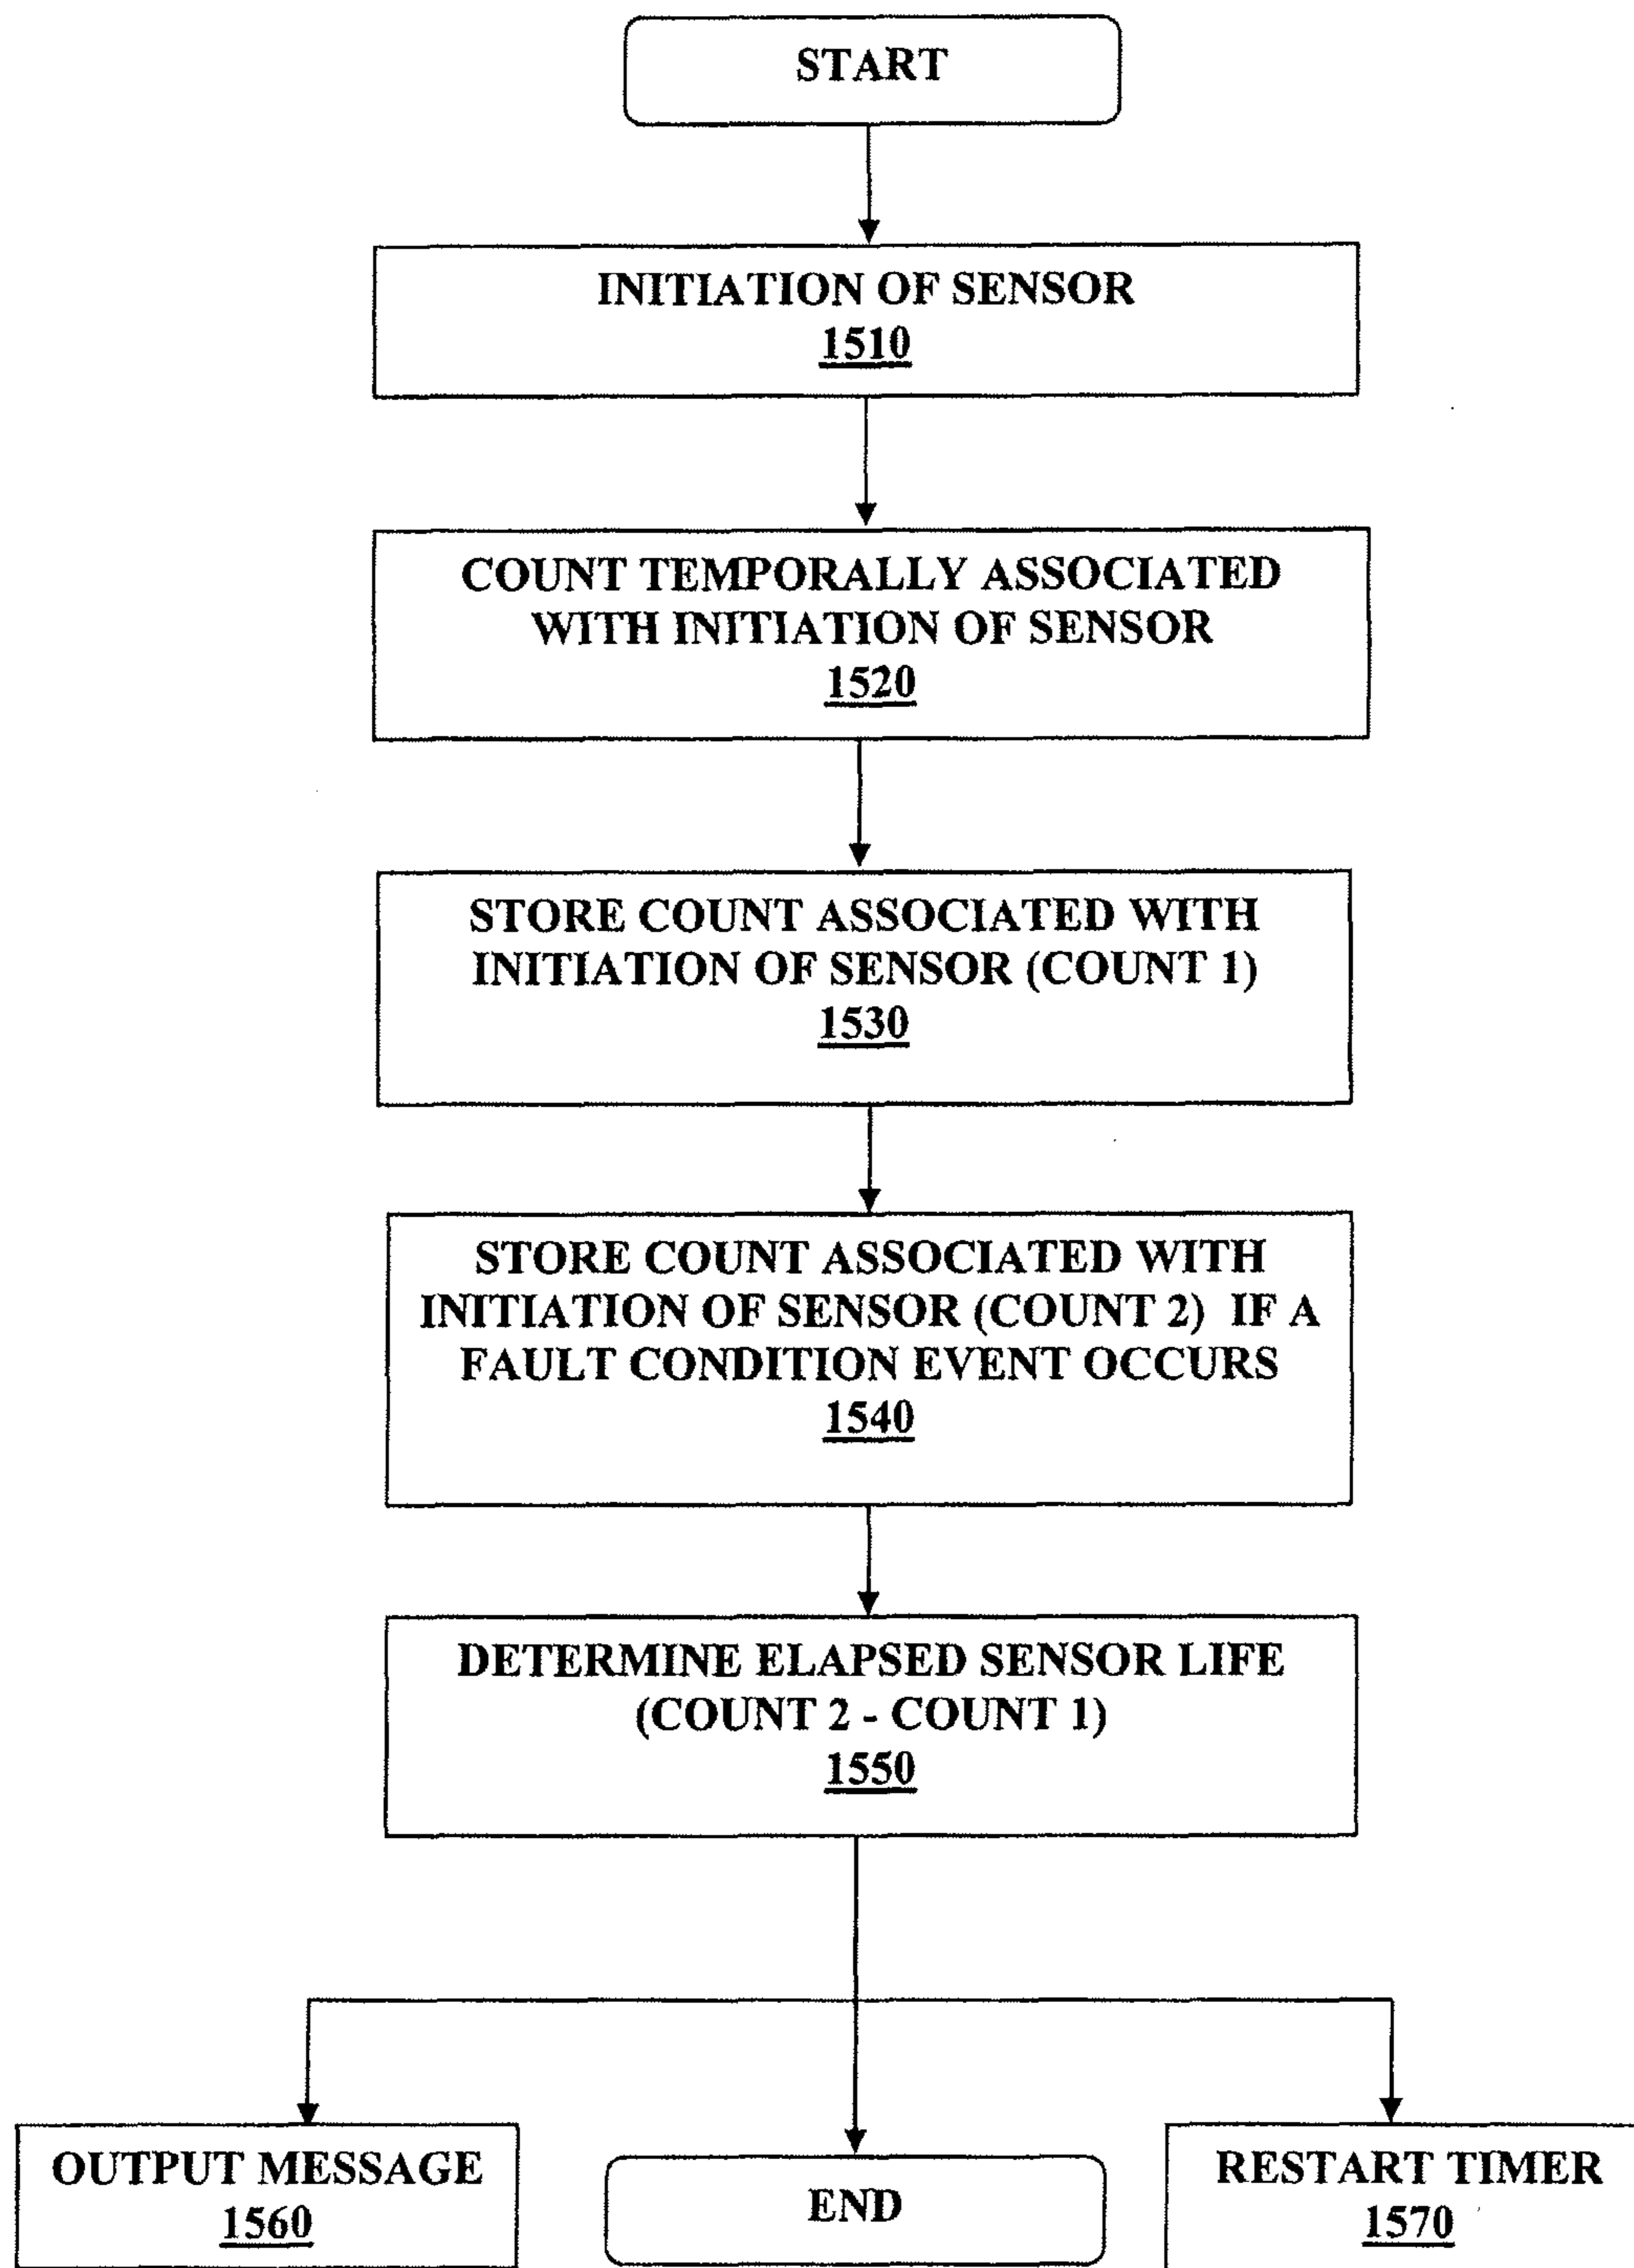 START
INITIATION OF SENSOR
1510
COUNT TEMPORALLY ASSOCIATED
WITH INITIATION OF SENSOR
1520
STORE COUNT ASSOCIATED WITH
INITIATION OF SENSOR (COUNT 1)
1530
STORE COUNT ASSOCIATED WITH
INITIATION OF SENSOR (COUNT 2) IF A
FAULT CONDITION EVENT OCCURS
1540
DETERMINE ELAPSED SENSOR LIFE
(COUNT 2 - COUNT 1)
1550
OUTPUT MESSAGE
1560
END
RESTART TIMER
1570